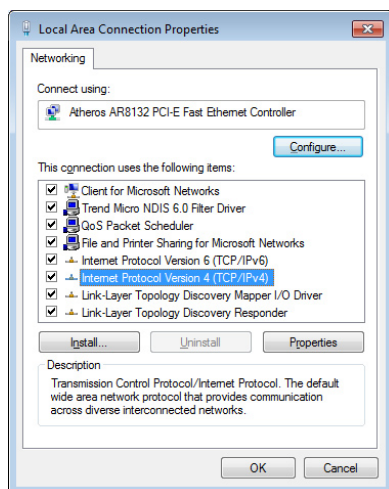 Local Area Connection Properties
Networking
Connect using:
Atheros AR8132 PCI-E Fast Ethernet Controller
Configure...
This connection uses the following items:
Client for Microsoft Networks
Trend Micro NDIS 6.0 Filter Driver
QoS Packet Scheduler
File and Printer Sharing for Microsoft Networks
Internet Protocol Version 6 (TCP/IPv6)
Internet Protocol Version 4 (TCP/IPv4)
Link-Layer Topology Discovery Mapper I/O Driver
Link-Layer Topology Discovery Responder
Install... Uninstall Properties
Description
Transmission Control Protocol/Internet Protocol. The default
wide area network protocol that provides communication
across diverse interconnected networks.
OK Cancel